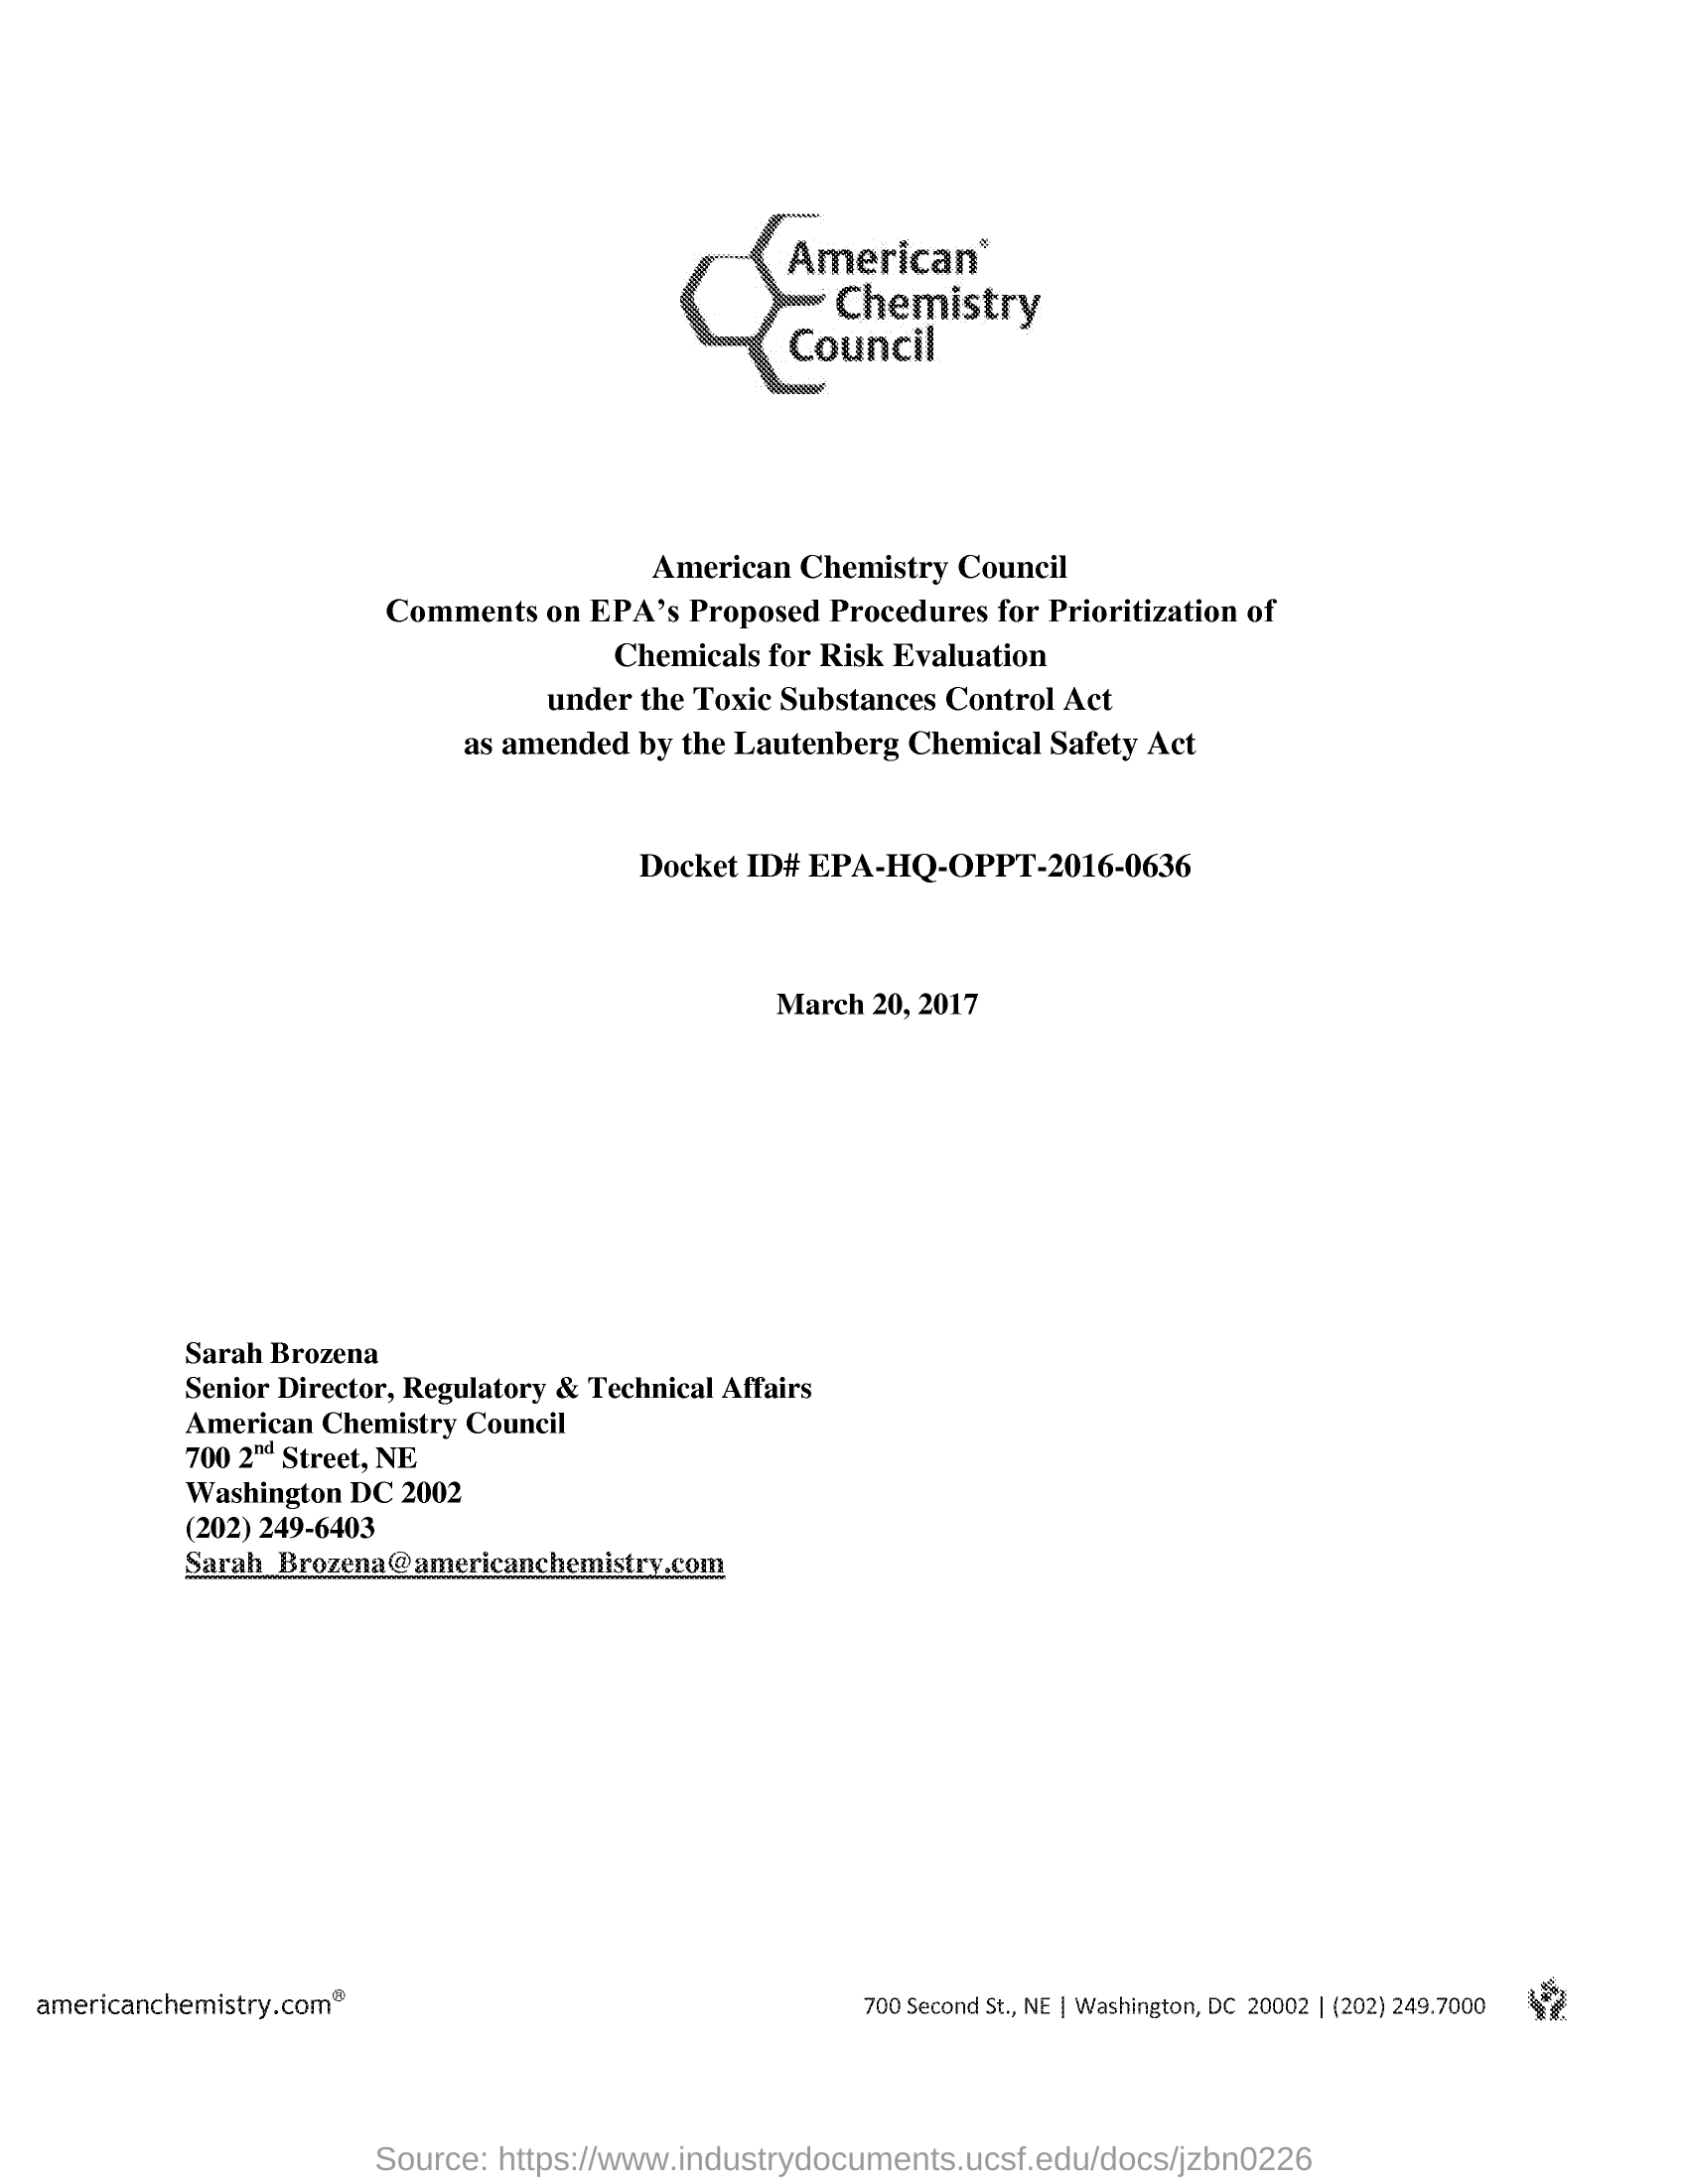 American®
Chemistry
Council
American Chemistry Council
Comments on EPA's Proposed Procedures for Prioritization of
Chemicals for Risk Evaluation
under the Toxic Substances Control Act
as amended by the Lautenberg Chemical Safety Act
Docket ID# EPA-HQ-OPPT-2016-0636
March 20, 2017
Sarah Brozena
Senior Director, Regulatory & Technical Affairs
American Chemistry Council
700 2nd Street, NE
Washington DC 2002
(202) 249-6403
Sarah_Brozena@americanchemistry.com
americanchemistry.com®
700 Second St., NE | Washington, DC 20002 | (202) 249.7000
Source: https://www.industrydocuments.ucsf.edu/docs/jzbn0226